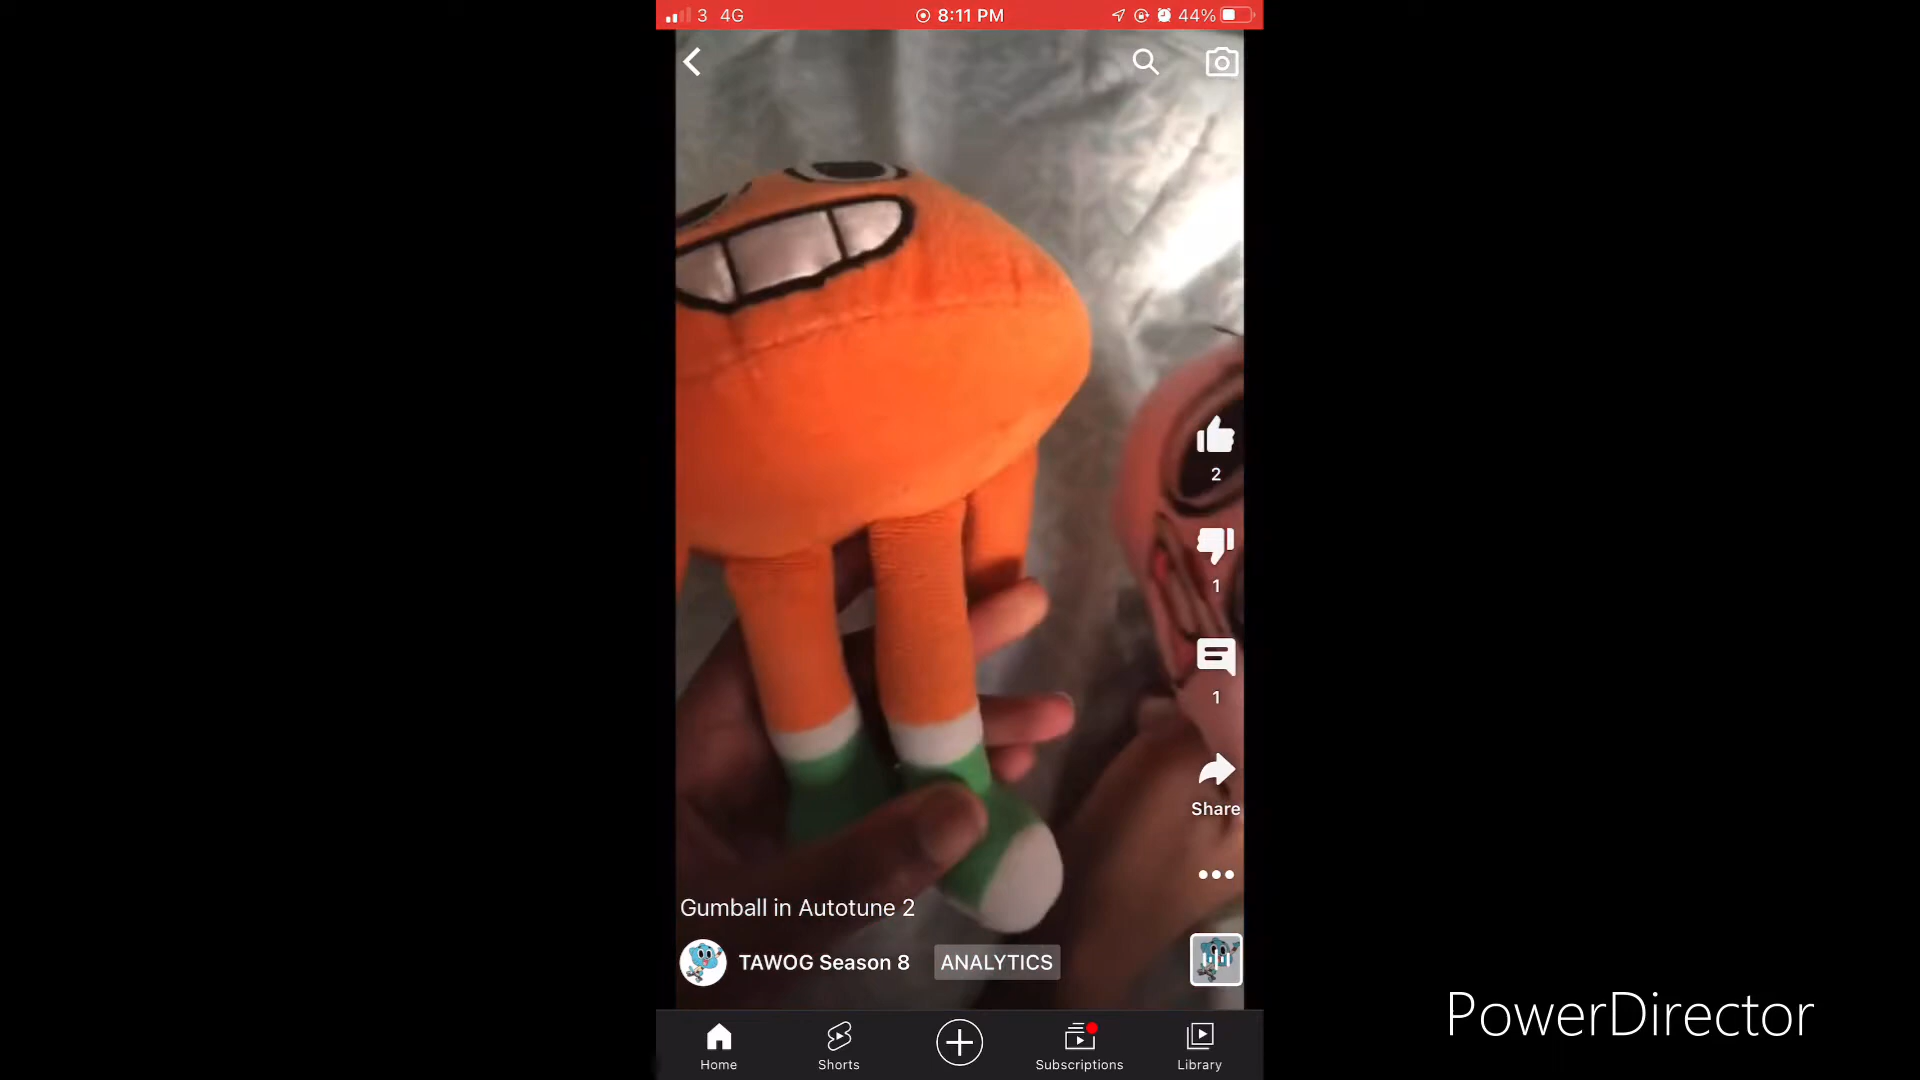 3 4G 8:11 PM 44%
2
1
1
Share
Gumball in Autotune 2
TAWOG Season 8 ANALYTICS
Home Shorts Subscriptions Library
PowerDirector